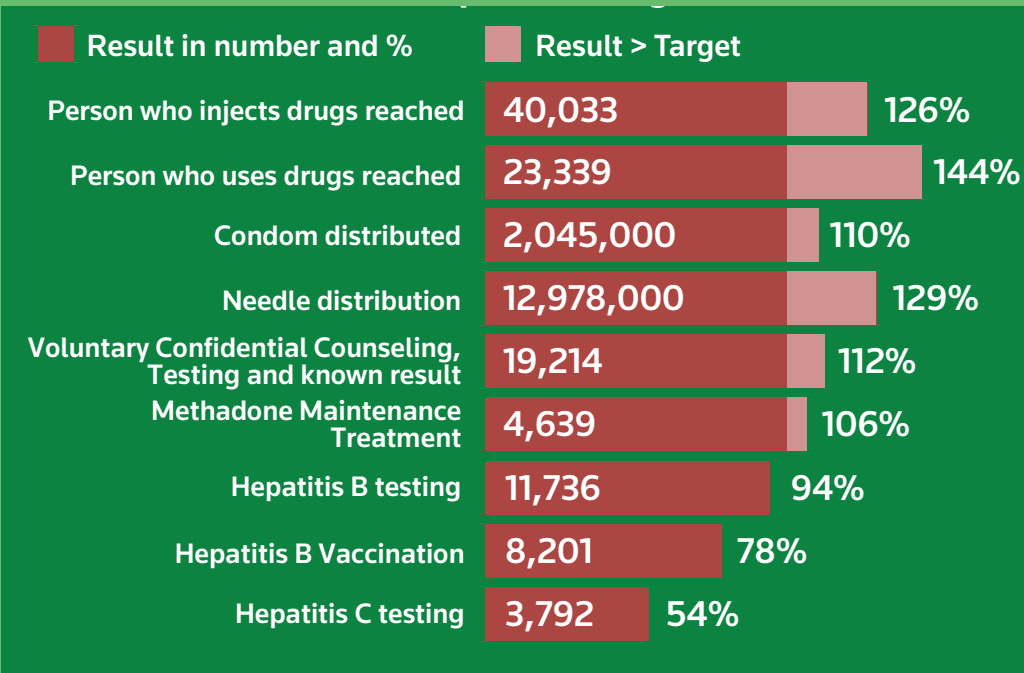 Result in number and %
Result > Target
Person who injects drugs reached 40,033 126%
Person who uses drugs reached 23,339 144%
Condom distributed 2,045,000 110%
Needle distribution 12,978,000 129%
Voluntary Confidential Counseling,
Testing and known result 19,214 112%
Methadone Maintenance
Treatment 4,639 106%
Hepatitis B testing 11,736 94%
Hepatitis B Vaccination 8,201 78%
Hepatitis C testing 3,792 54%